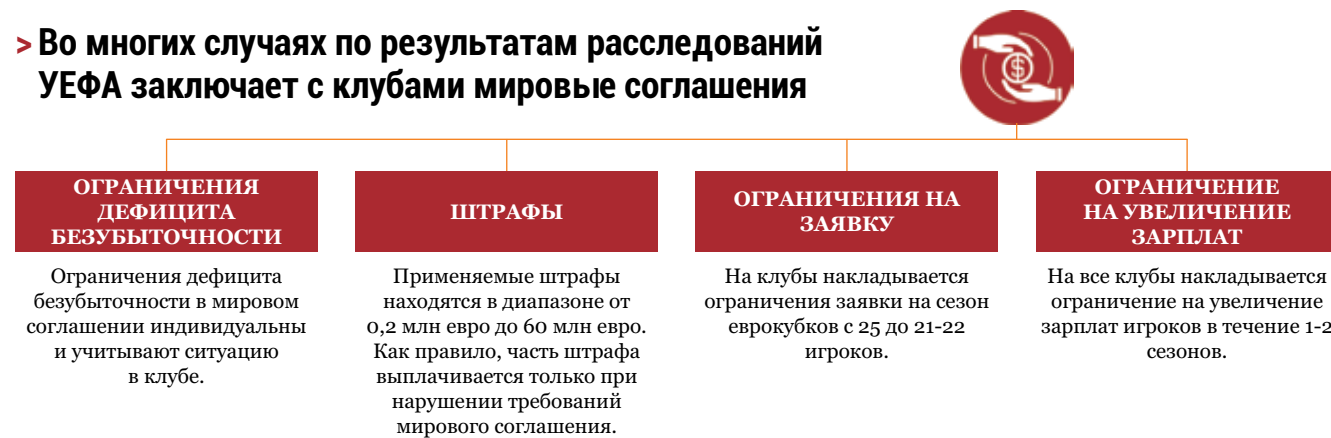 > Во многих случаях по результатам расследований
УЕФА заключает с клубами мировые соглашения
$
ОГРАНИЧЕНИЯ
ДЕФИЦИТА
БЕЗУБЫТОЧНОСТИ
Ограничения дефицита
безубыточности в мировом
соглашении индивидуальны
и учитывают ситуацию
в клубе.
ШТРАФЫ
Применяемые штрафы
находятся в диапазоне от
0,2 млн евро до 60 млн евро.
Как правило, часть штрафа
выплачивается только при
нарушении требований
мирового соглашения.
ОГРАНИЧЕНИЯ НА
ЗАЯВКУ
На клубы накладывается
ограничения заявки на сезон
еврокубков с 25 до 21-22
игроков.
ОГРАНИЧЕНИЕ
НА УВЕЛИЧЕНИЕ
ЗАРПЛАТ
На все клубы накладывается
ограничение на увеличение
зарплат игроков в течение 1-2
сезонов.